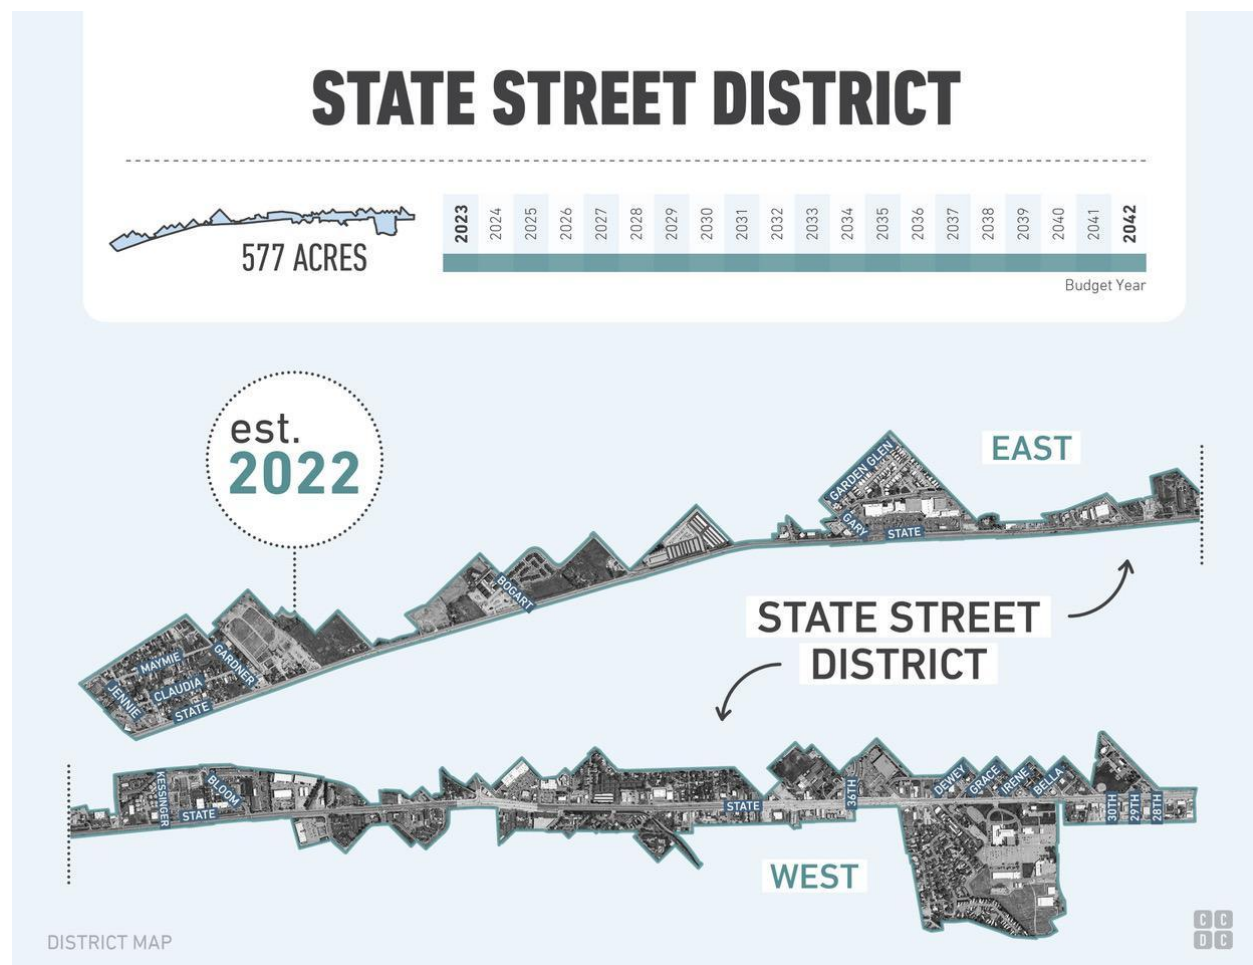 STATE STREET DISTRICT
577 ACRES
2023 2024 2025 2026 2027 2028 2029 2030 2031 2032 2033 2034 2035 2036 2037 2038 2039 2040 2041 2042
Budget Year
est.
2022
EAST
GARDEN GLEN
GARY
STATE
BOGART
MAYMIE
GARDNER
CLAUDIA
JENNIE
STATE
STATE STREET
DISTRICT
KESSINGER
BLOOM
STATE
STATE
36TH
DEWEY
GRACE
IRENE
BELLA
30TH
29TH
28TH
WEST
DISTRICT MAP
CC
DC